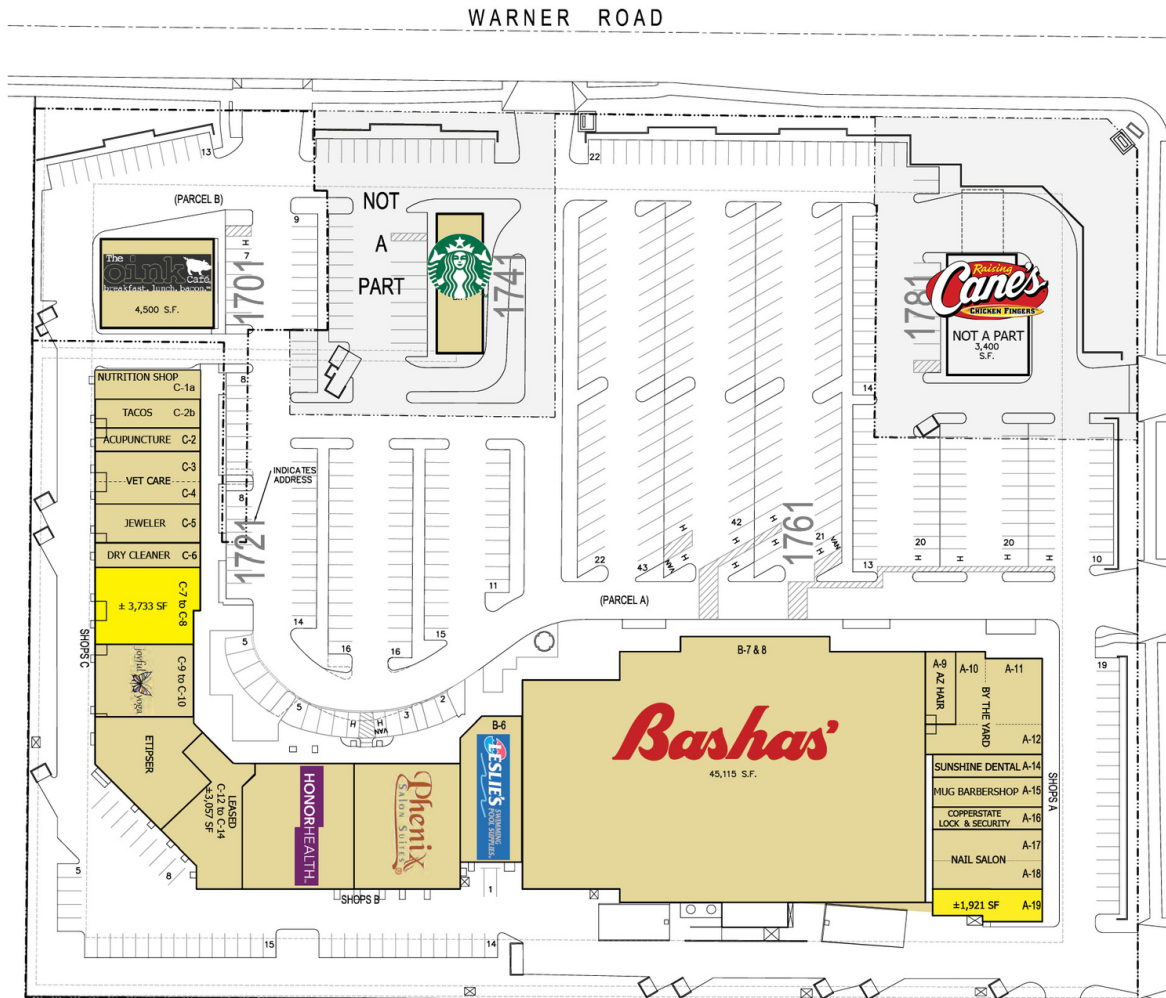 WARNER ROAD
13
(PARCEL B)
9
H
7
1701
The
oink
Café
breakfast. lunch. bacon.™
4,500 S.F.
NOT
A
PART
1741
22
Raising
Cane's
CHICKEN FINGERS
1781
NOT A PART
3,400
S.F.
14
8
8
INDICATES
ADDRESS
1721
NUTRITION SHOP
C-1a
TACOS C-2b
ACUPUNCTURE C-2
C-3
VET CARE
C-4
JEWELER C-5
DRY CLEANER C-6
± 3,733 SF
C-7 to C-8
SHOPS C
joyful yoga
C-9 to C-10
ETIPSER
LEASED
C-12 to C-14
±3,057 SF
14
16
16
15
11
5
5
H
H
VAN
3
2
22
43
VAN
H
H
42
H
H
H
1761
21
H
VAN
13
20
H
20
H
10
(PARCEL A)
19
HONORHEALTH
Phenix
SALON SUITES®
B-6
LESLIE'S
SWIMMING
POOL SUPPLIES.
B-7 & 8
Bashas'
45,115 S.F.
A-9
AZ HAIR
A-10
A-11
BY THE YARD
A-12
SUNSHINE DENTAL A-14
MUG BARBERSHOP A-15
COPPERSTATE
LOCK & SECURITY
A-16
A-17
NAIL SALON
A-18
±1,921 SF A-19
SHOPS A
SHOPS B
5
8
1
15
14